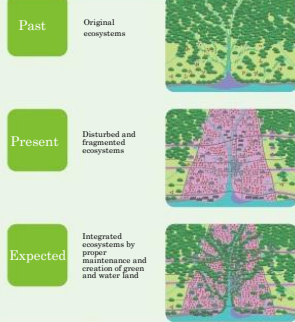 Past
Original
ecosystems
Present
Disturbed and
fragmented
ecosystems
Expected
Integrated
ecosystems by
proper
maintenance and
creation of green
and water land